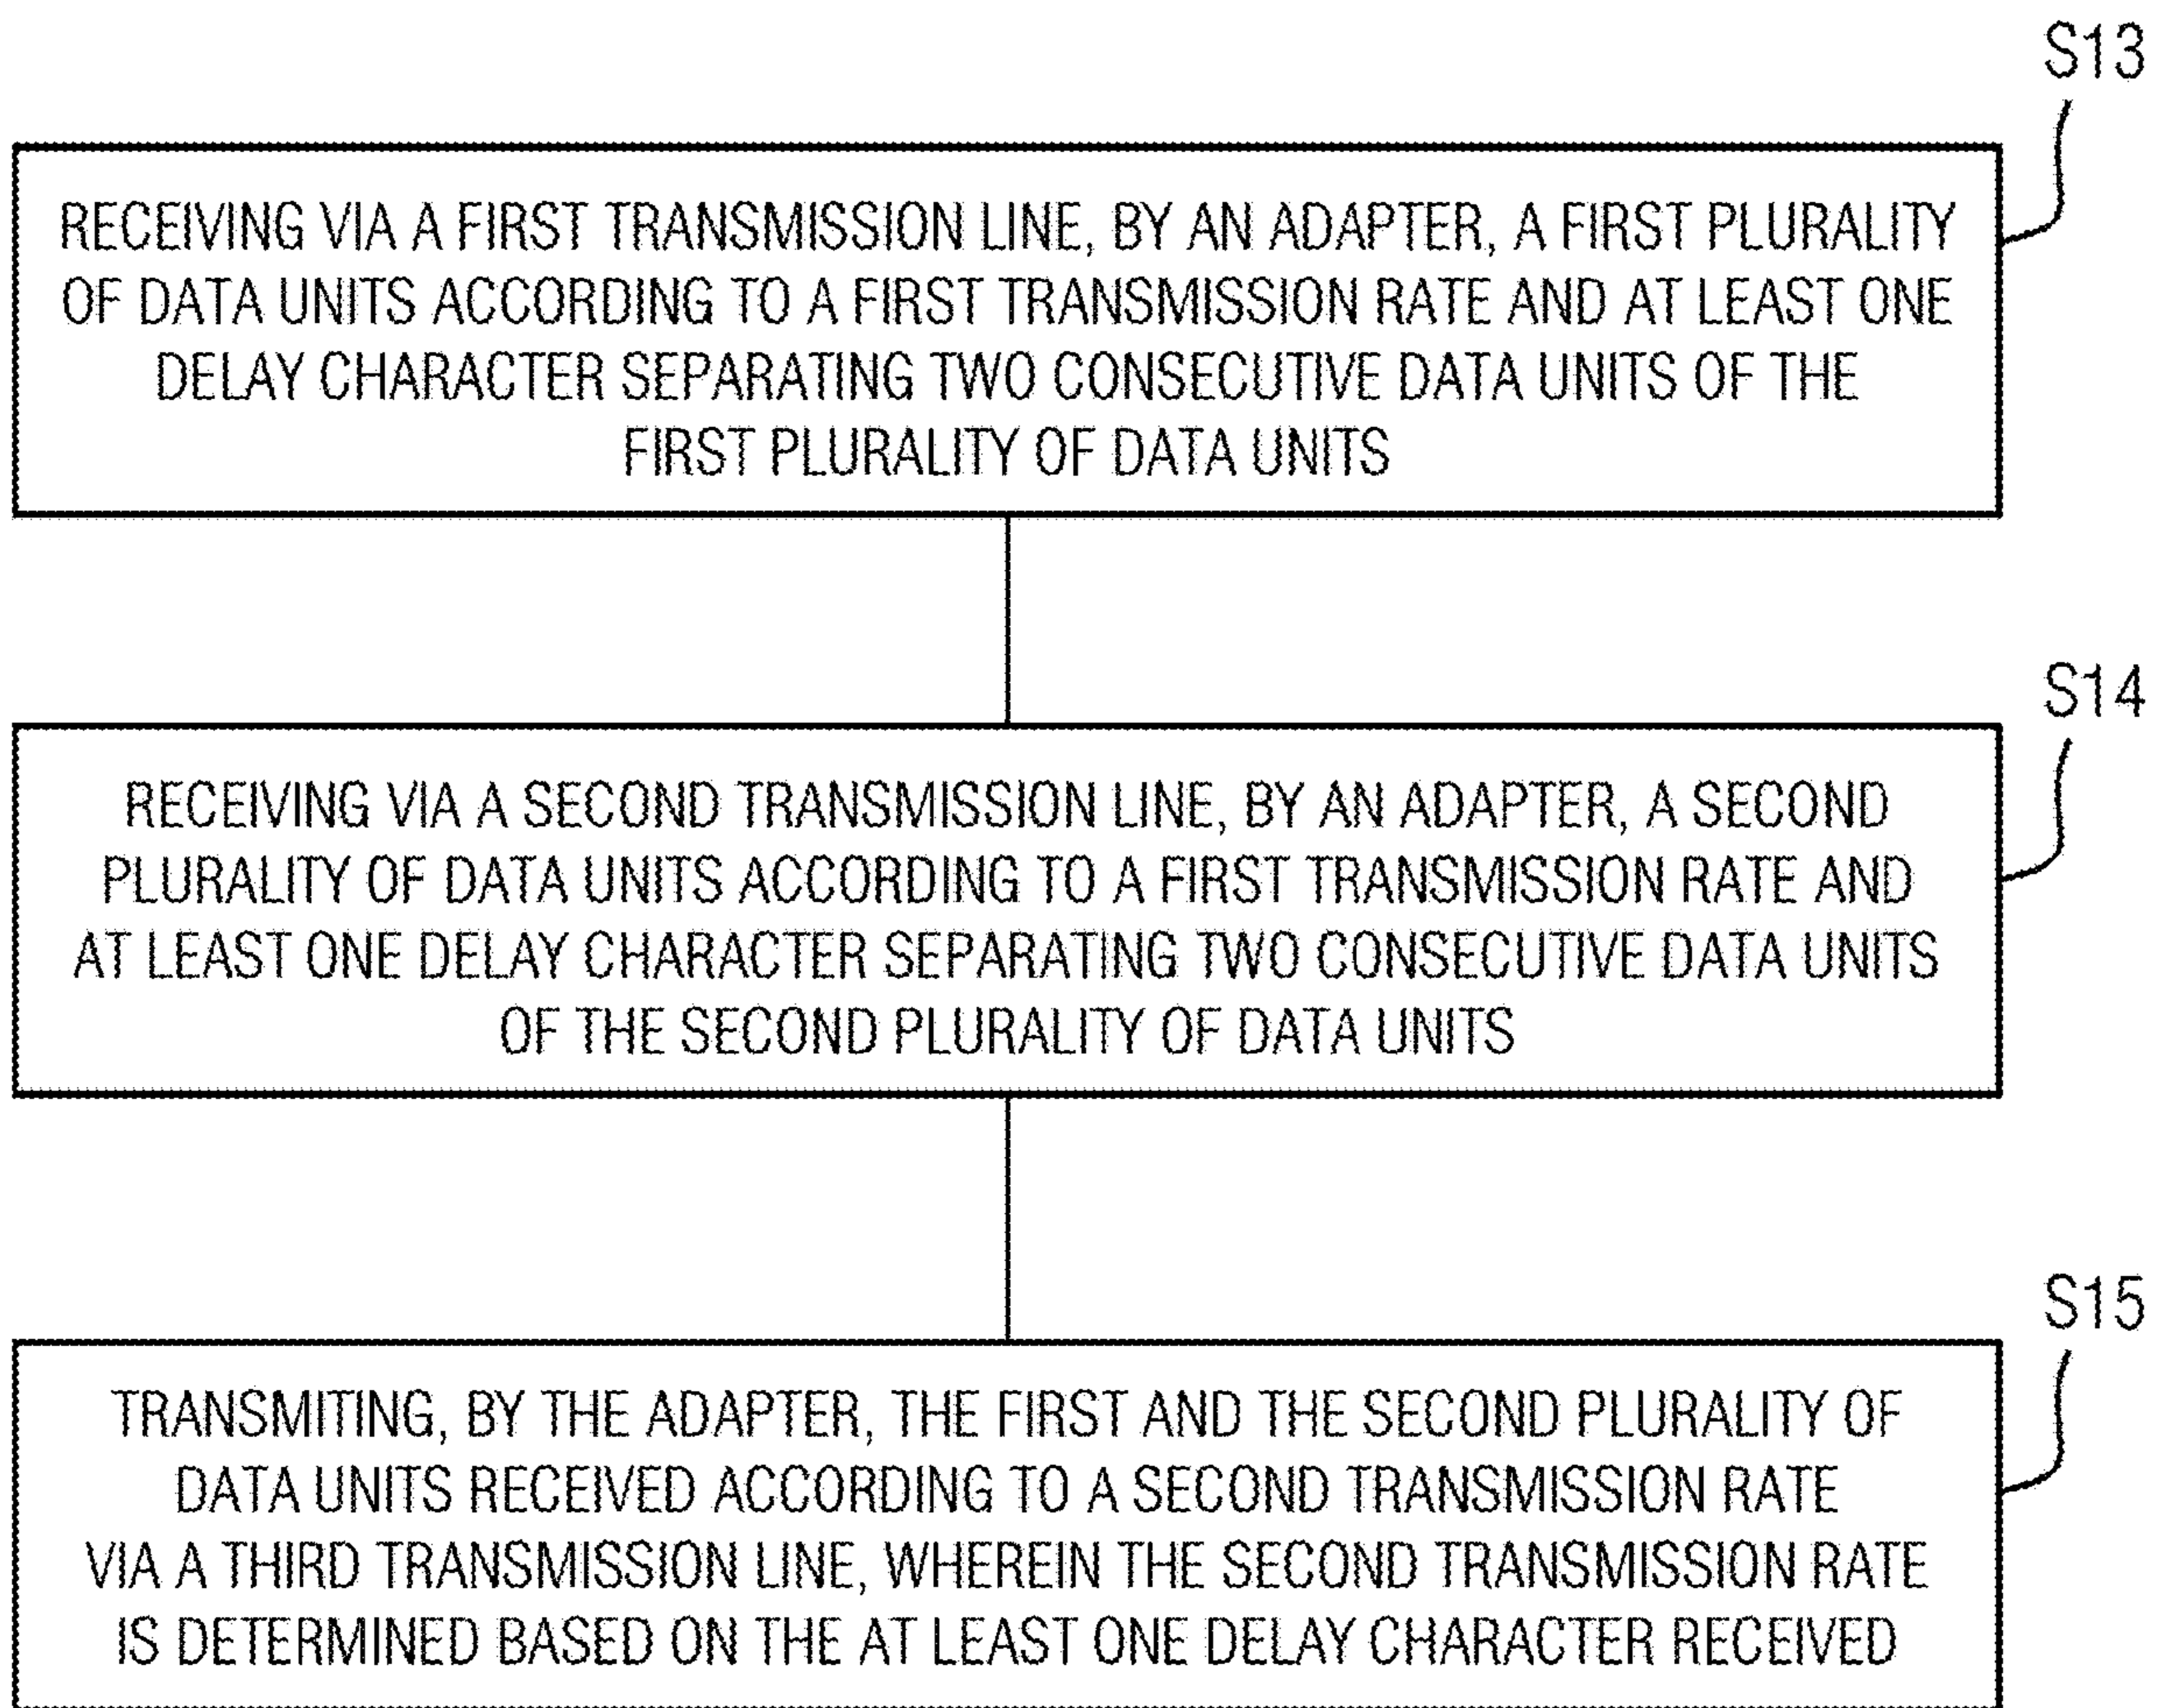 S13
RECEIVING VIA A FIRST TRANSMISSION LINE, BY AN ADAPTER, A FIRST PLURALITY
OF DATA UNITS ACCORDING TO A FIRST TRANSMISSION RATE AND AT LEAST ONE
DELAY CHARACTER SEPARATING TWO CONSECUTIVE DATA UNITS OF THE
FIRST PLURALITY OF DATA UNITS
S14
RECEIVING VIA A SECOND TRANSMISSION LINE, BY AN ADAPTER, A SECOND
PLURALITY OF DATA UNITS ACCORDING TO A FIRST TRANSMISSION RATE AND
AT LEAST ONE DELAY CHARACTER SEPARATING TWO CONSECUTIVE DATA UNITS
OF THE SECOND PLURALITY OF DATA UNITS
S15
TRANSMITING, BY THE ADAPTER, THE FIRST AND THE SECOND PLURALITY OF
DATA UNITS RECEIVED ACCORDING TO A SECOND TRANSMISSION RATE
VIA A THIRD TRANSMISSION LINE, WHEREIN THE SECOND TRANSMISSION RATE
IS DETERMINED BASED ON THE AT LEAST ONE DELAY CHARACTER RECEIVED